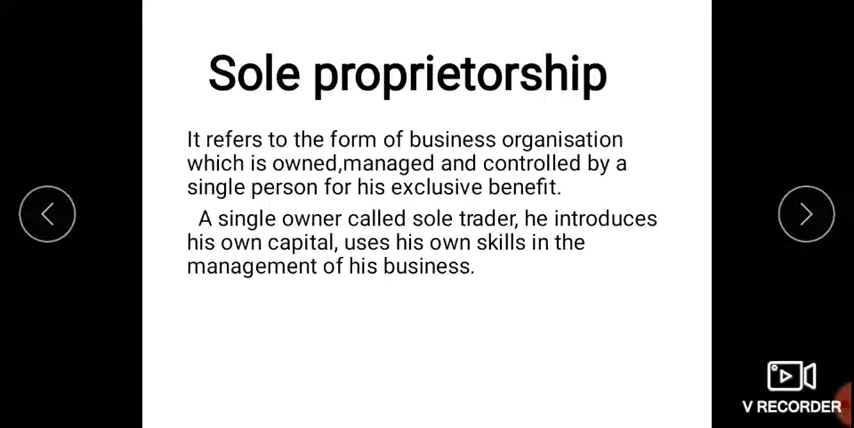 Sole proprietorship
It refers to the form of business organisation
which is owned,managed and controlled by a
single person for his exclusive benefit.
A single owner called sole trader, he introduces
his own capital, uses his own skills in the
management of his business.
V RECORDER